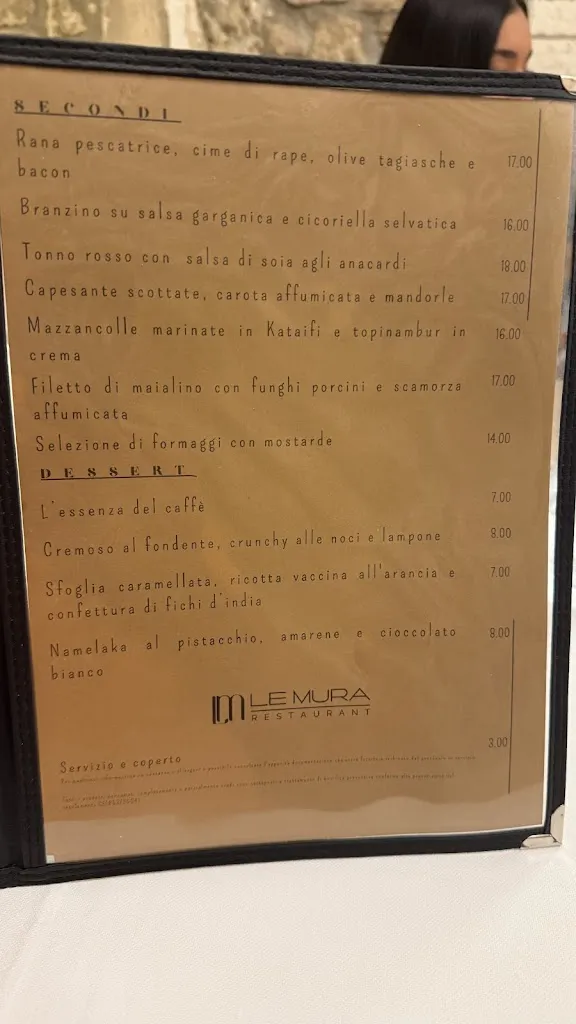 SECONDI
Rana pescatrice, cime di rape, olive tagiasche e 17.00
bacon
Branzino su salsa garganica e cicoriella selvatica 16.00
Tonno rosso con salsa di soia agli anacardi 18.00
Capesante scottate, carota affumicata e mandorle 17.00
Mazzancolle marinate in Kataifi e topinambur in 16.00
crema
Filetto di maialino con funghi porcini e scamorza 17.00
affumicata
Selezione di formaggi con mostarde 14.00
DESSERT
L'essenza del caffè 7.00
Cremoso al fondente, crunchy alle noci e lampone 8.00
Sfoglia caramellata, ricotta vaccina all'arancia e 7.00
confettura di fichi d'india
Namelaka al pistacchio, amarene e cioccolato 8.00
bianco
LM LE MURA
RESTAURANT
Servizio e coperto 3.00